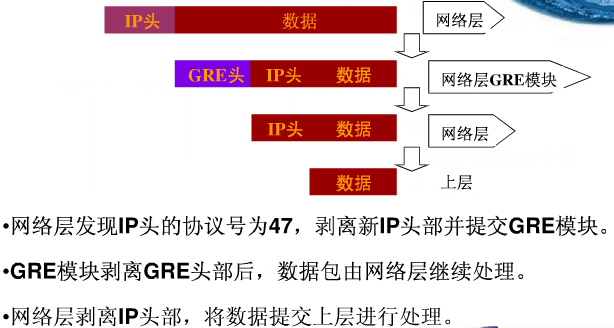 IP头 数据 网络层
GRE头 IP头 数据 网络层GRE模块
IP头 数据 网络层
数据 上层
•网络层发现IP头的协议号为47，剥离新IP头部并提交GRE模块。
•GRE模块剥离GRE头部后，数据包由网络层继续处理。
•网络层剥离IP头部，将数据提交上层进行处理。